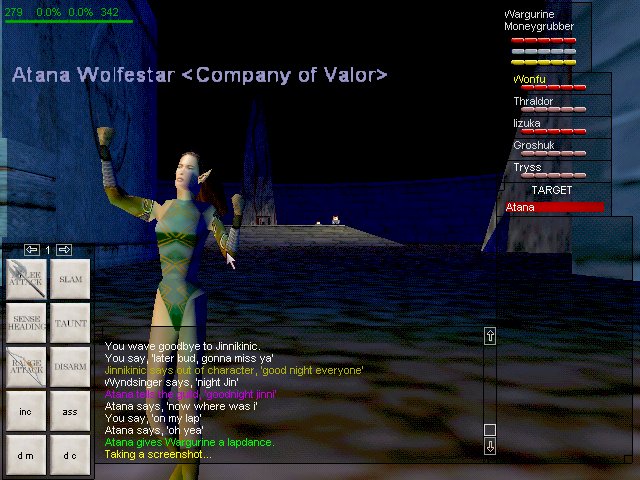 279 0.0% 0.0% 342
Wargurine
Moneygrubber
Atana Wolfestar <Company of Valor>
Wonfu
Thraldor
Iizuka
Groshuk
Tryss
TARGET
Atana
1
ATTACK
SLAM
SENSE
HEADING
TAUNT
RANGE
ATTACK
DISARM
inc
ass
d m
d c
You wave goodbye to Jinnikinic.
You say, 'later bud, gonna miss ya'
Jinnikinic says out of character, 'good night everyone'
Wyndsinger says, 'night Jin'
Atana tells the guild, 'goodnight jinni'
Atana says, 'now where was i'
You say, 'on my lap'
Atana says, 'oh yea'
Atana gives Wargurine a lapdance.
Taking a screenshot...